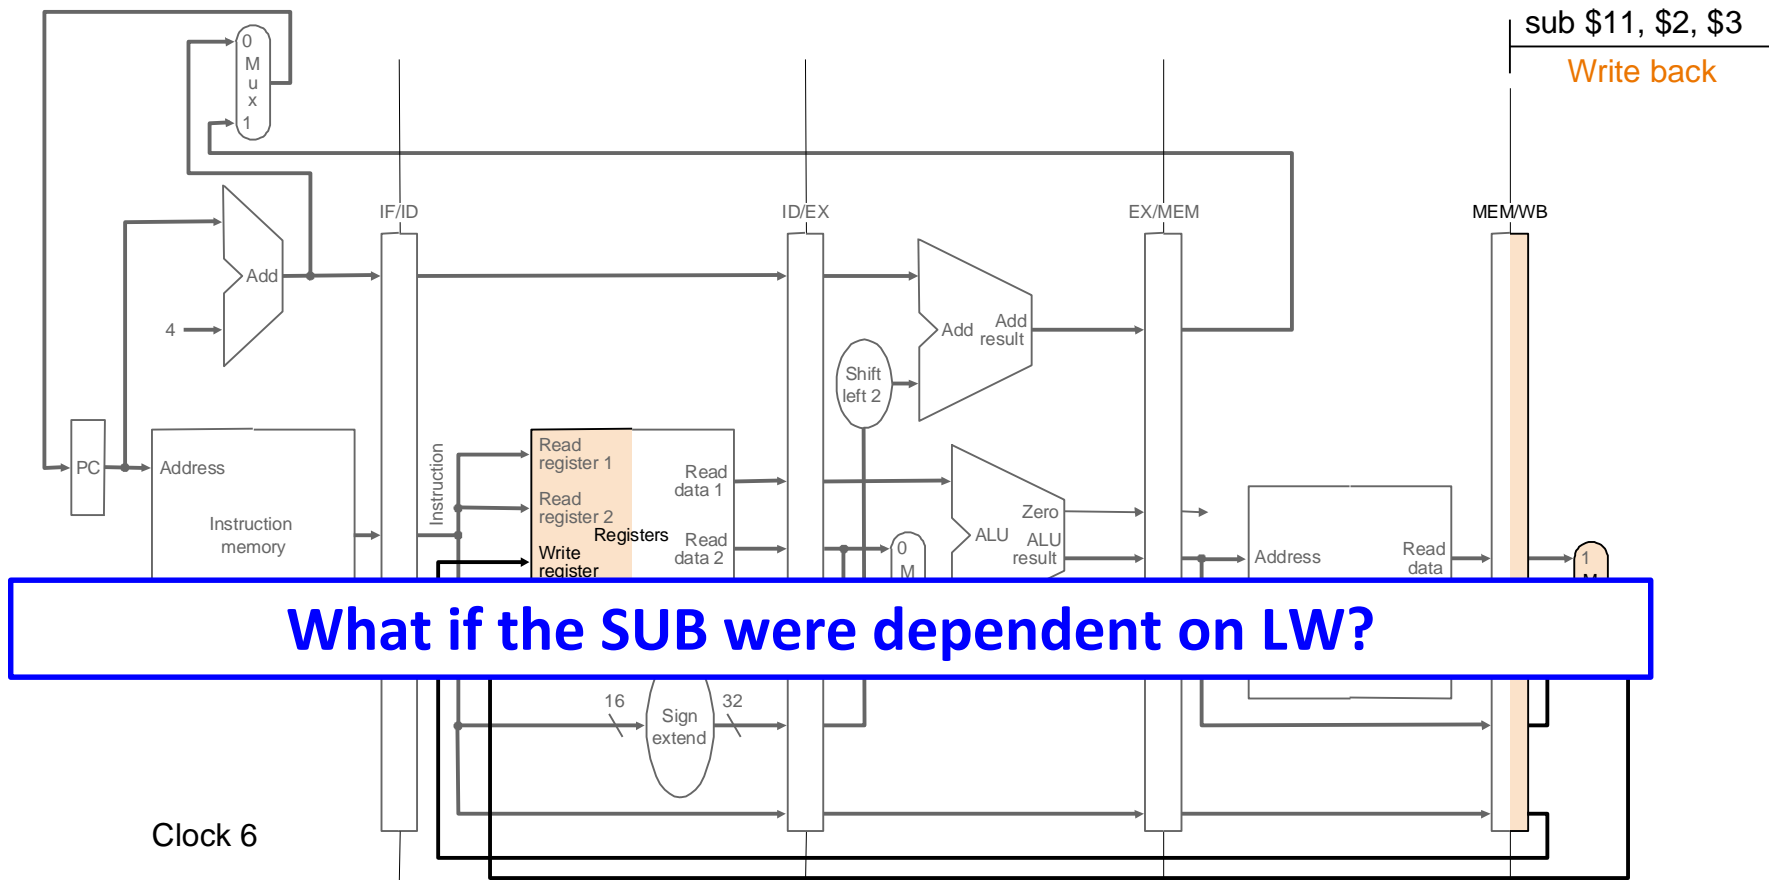 sub $11, $2, $3
Write back
0
M
u
x
1
IF/ID
ID/EX
EX/MEM
MEM/WB
Add
4
Add
Add
result
Shift
left 2
PC
Address
Instruction
memory
Instruction
Read
register 1
Read
register 2
Registers
Write
register
Read
data 1
Read
data 2
0
M
Zero
ALU
ALU
result
Address
Read
data
1
M
What if the SUB were dependent on LW?
16
Sign
extend
32
Clock 6